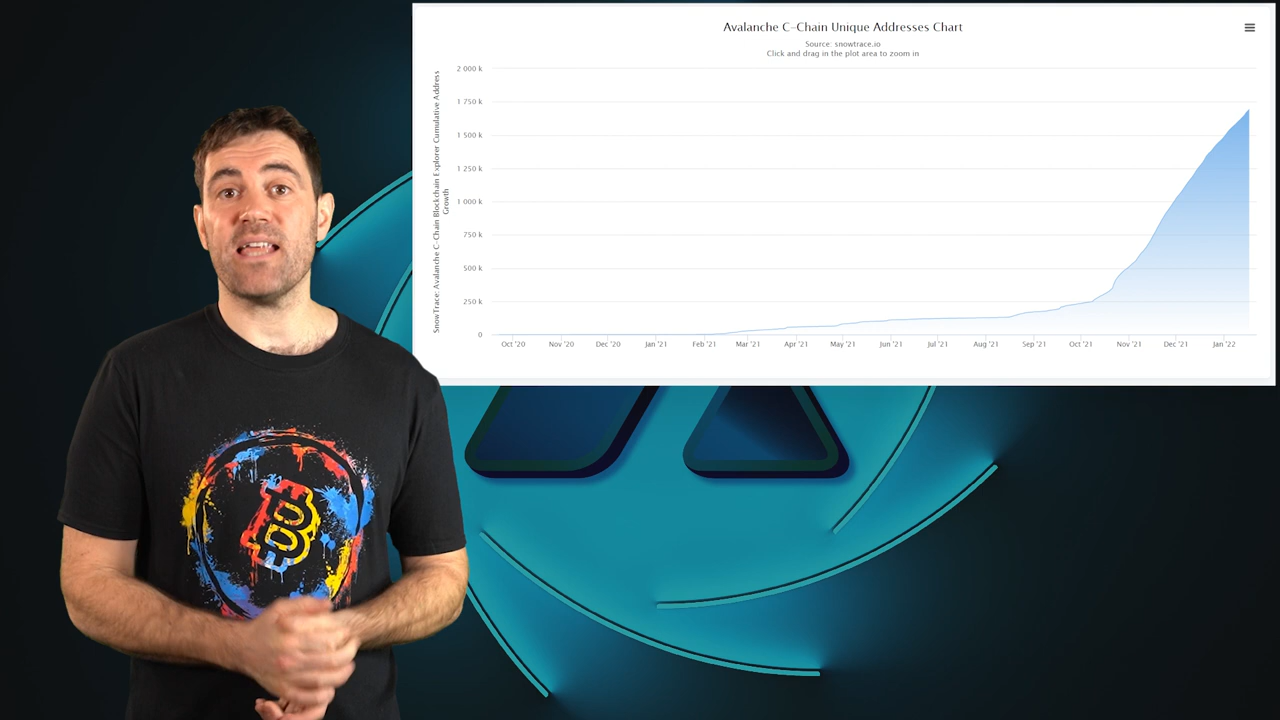 Avalanche C-Chain Unique Addresses Chart
Source: snowtrace.io
Click and drag in the plot area to zoom in
SnowTrace: Avalanche C-Chain Blockchain Explorer Cumulative Address
Growth
2 000 k
1 750 k
1 500 k
1 250 k
1 000 k
750 k
500 k
250 k
0
Oct '20 Nov '20 Dec '20 Jan '21 Feb '21 Mar '21 Apr '21 May '21 Jun '21 Jul '21 Aug '21 Sep '21 Oct '21 Nov '21 Dec '21 Jan '22